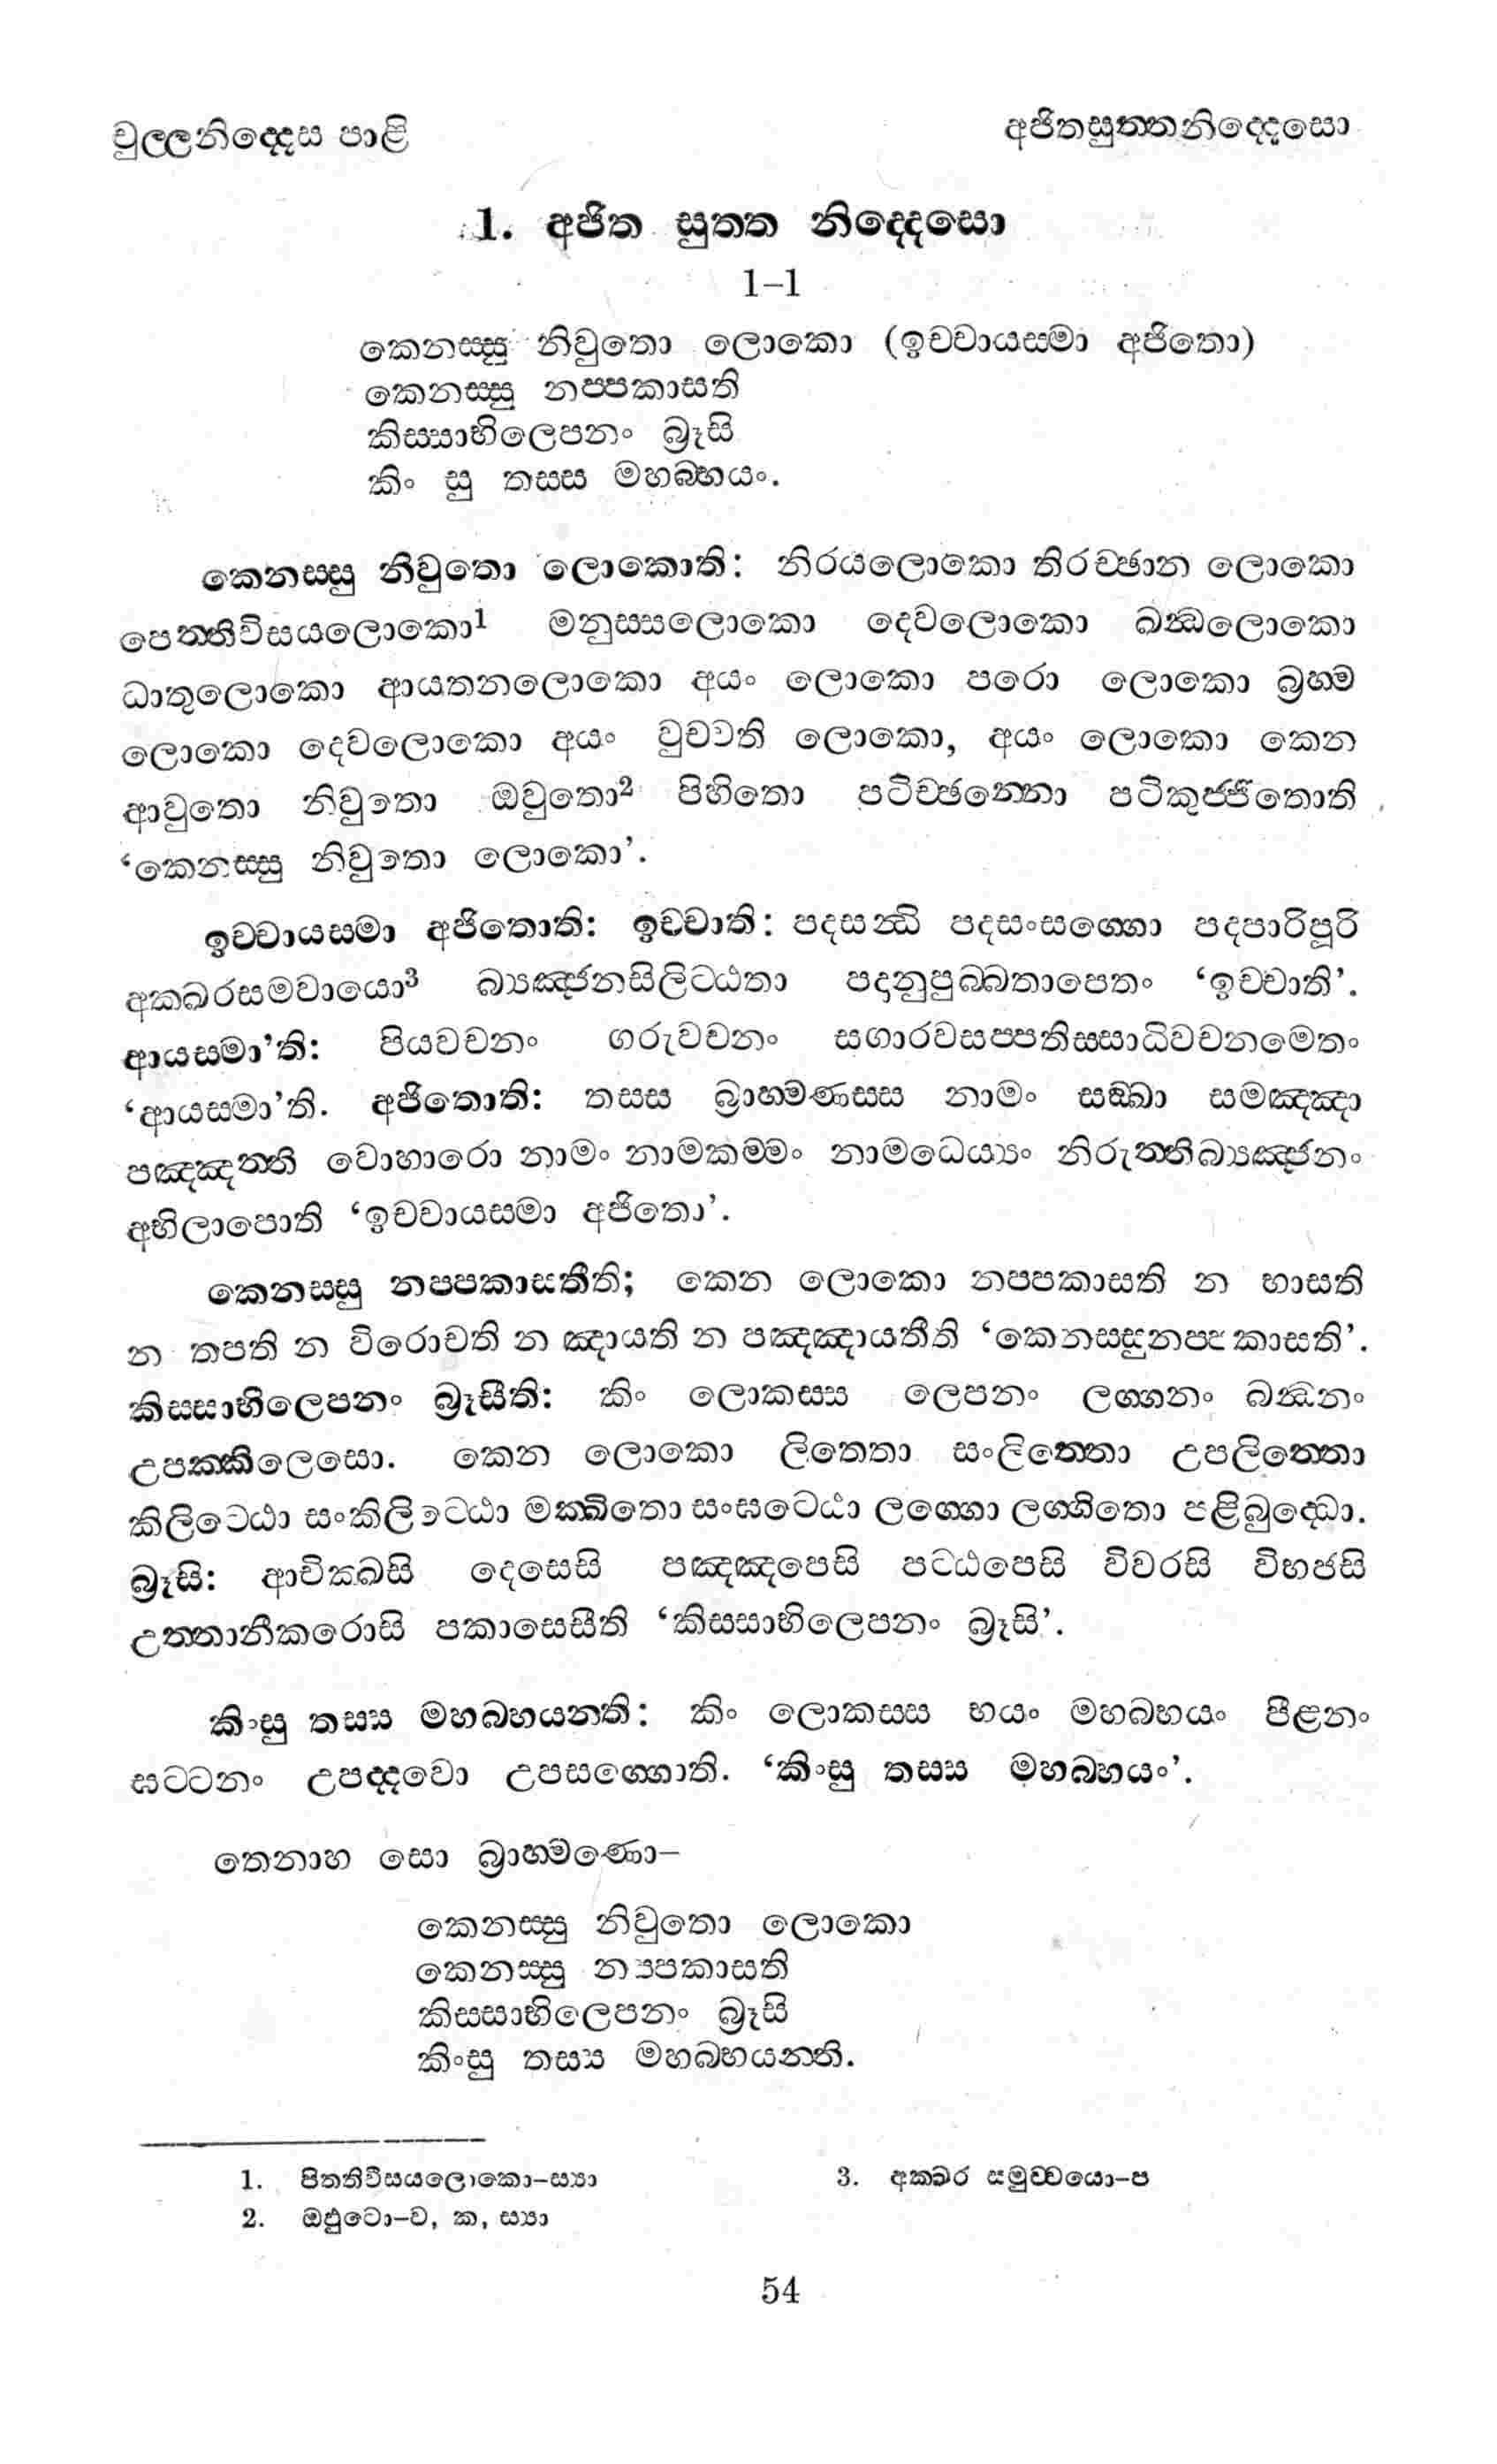 චුල්ලනිද්දෙස පාළි
අජිතසුත්තනිද්දෙසො
1. අජිත සුත්ත නිද්දෙසො
1–1
කෙනස්සු නිවුතො ලොකො (ඉච්චායස්මා අජිතො)
කෙනස්සු නප්පකාසති
කිස්සාභිලෙපනං බ්‍රූසි
කිං සු තස්ස මහබ්භයං.
කෙනස්සු නිවුතො ලොකොති: නිරයලොකො තිරච්ඡාන ලොකො
පෙත්තිවිසයලොකො¹ මනුස්සලොකො දෙවලොකො ඛන්ධලොකො
ධාතුලොකො ආයතනලොකො අයං ලොකො පරො ලොකො බ්‍රහ්ම
ලොකො දෙවලොකො අයං වුච්චති ලොකො, අයං ලොකො කෙන
ආවුතො නිවුතො ඔවුතො² පිහිතො පටිච්ඡන්නො පටිකුජ්ජිතොති
‘කෙනස්සු නිවුතො ලොකො’.
ඉච්චායස්මා අජිතොති: ඉච්චාති: පදසන්ධි පදසංසග්ගො පදපාරිපූරි
අක්ඛරසමවායො³ බ්‍යඤ්ජනසිලිට්ඨතා පදානුපුබ්බතාපෙතං ‘ඉච්චාති’.
ආයස්මා’ති: පියවචනං ගරුවචනං සගාරවසප්පතිස්සාධිවචනමෙතං
‘ආයස්මා’ති. අජිතොති: තස්ස බ්‍රාහ්මණස්ස නාමං සඞ්ඛා සමඤ්ඤා
පඤ්ඤත්ති වොහාරො නාමං නාමකම්මං නාමධෙය්‍යං නිරුත්තිබ්‍යඤ්ජනං
අභිලාපොති ‘ඉච්චායස්මා අජිතො’.
කෙනස්සු නප්පකාසතීති; කෙන ලොකො නප්පකාසති න භාසති
න තපති න විරොචති න ඤායති න පඤ්ඤායතීති ‘කෙනස්සුනප්පකාසති’.
කිස්සාභිලෙපනං බ්‍රූසීති: කිං ලොකස්ස ලෙපනං ලග්ගනං බන්ධනං
උපක්කිලෙසො. කෙන ලොකො ලිත්තො සංලිත්තො උපලිත්තො
කිලිට්ඨො සංකිලිට්ඨො මක්ඛිතො සංඝට්ඨො ලග්ගො ලග්ගිතො පළිබුද්ධො.
බ්‍රූසි: ආචික්ඛසි දෙසෙසි පඤ්ඤපෙසි පට්ඨපෙසි විවරසි විභජසි
උත්තානීකරොසි පකාසෙසීති ‘කිස්සාභිලෙපනං බ්‍රූසි’.
කිංසු තස්ස මහබ්භයන්ති: කිං ලොකස්ස භයං මහබ්භයං පීළනං
ඝට්ටනං උපද්දවො උපසග්ගොති. ‘කිංසු තස්ස මහබ්භයං’.
තෙනාහ සො බ්‍රාහ්මණො–
කෙනස්සු නිවුතො ලොකො
කෙනස්සු නප්පකාසති
කිස්සාභිලෙපනං බ්‍රූසි
කිංසු තස්ස මහබ්භයන්ති.
1. පිත්තිවිසයලොකො–ස්‍යා
2. ඔඵුටො–ව, ක, ස්‍යා
3. අක්ඛර සමුච්චයො–ප
54